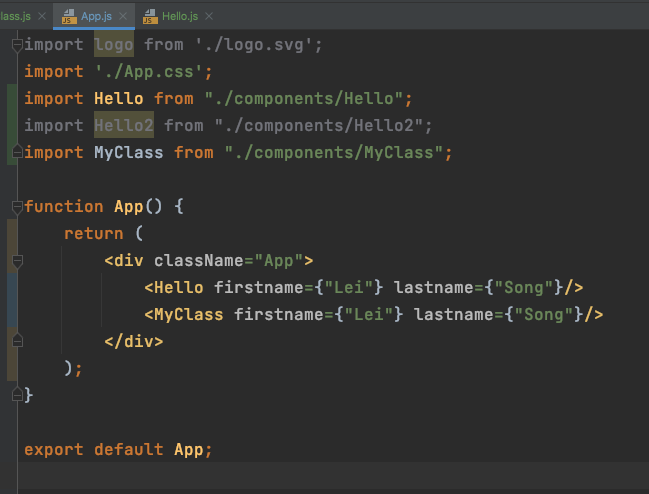 lass.js App.js Hello.js
import logo from './logo.svg';
import './App.css';
import Hello from "./components/Hello";
import Hello2 from "./components/Hello2";
import MyClass from "./components/MyClass";
function App() {
return (
<div className="App">
<Hello firstname={"Lei"} lastname={"Song"}/>
<MyClass firstname={"Lei"} lastname={"Song"}/>
</div>
);
}
export default App;